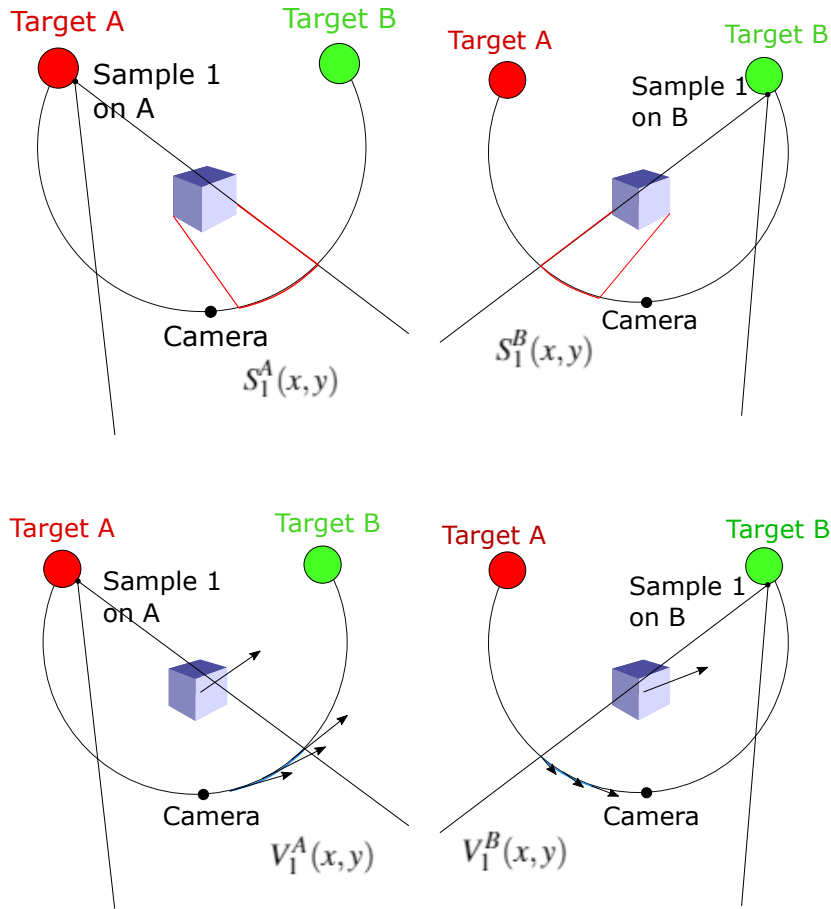 Target A
Target B
Sample 1
on A
Camera
S_1^A(x, y)
Target A
Target B
Sample 1
on B
Camera
S_1^B(x, y)
Target A
Target B
Sample 1
on A
Camera
V_1^A(x, y)
Target A
Target B
Sample 1
on B
Camera
V_1^B(x, y)